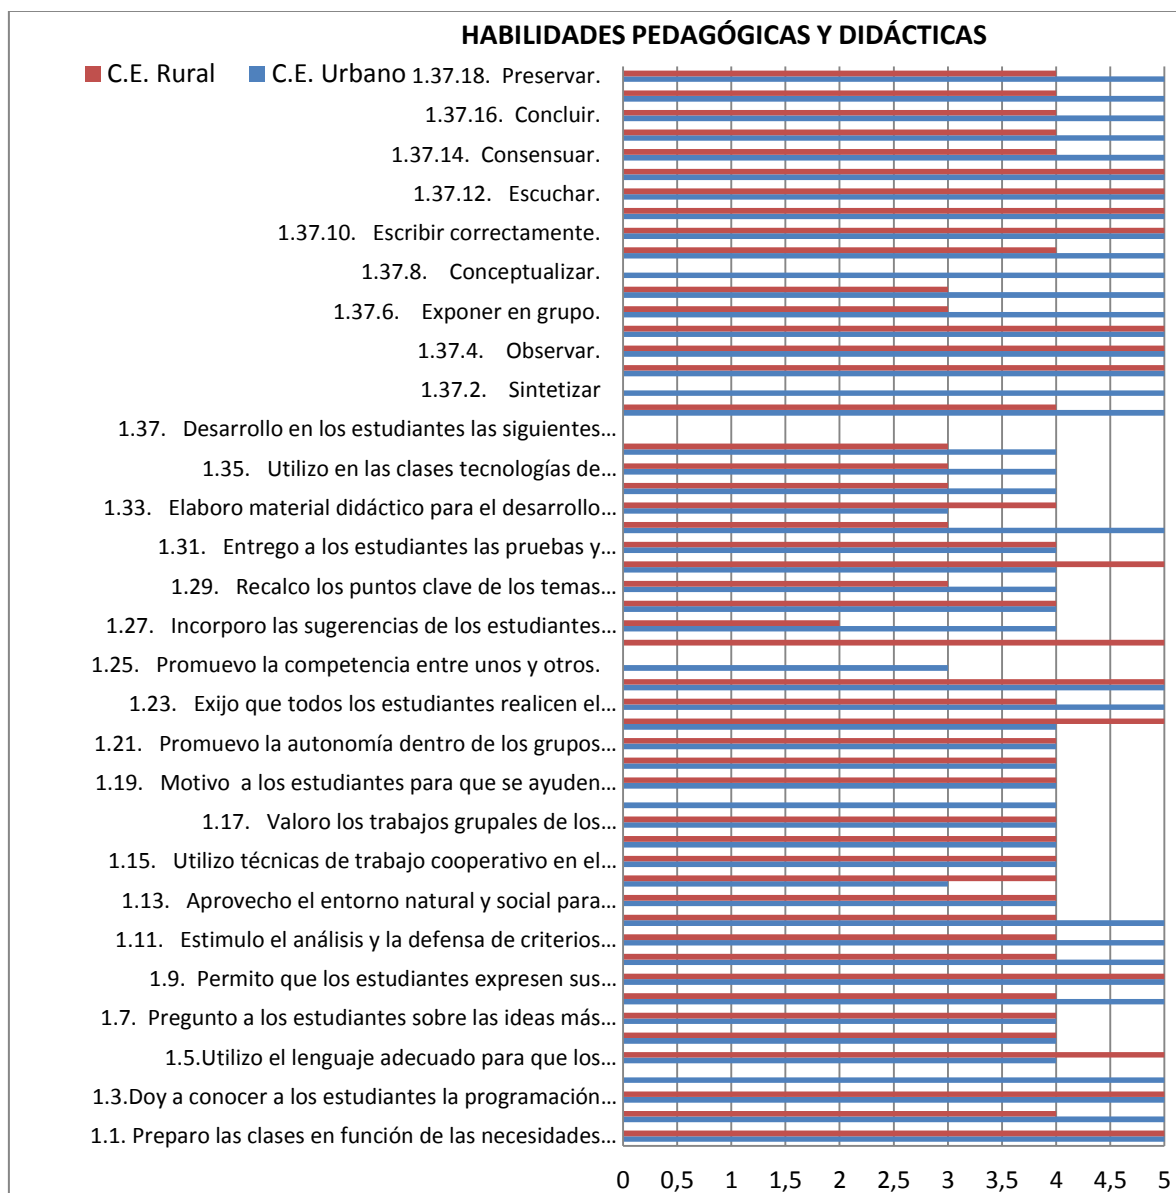 HABILIDADES PEDAGÓGICAS Y DIDÁCTICAS
C.E. Rural C.E. Urbano
1.37.18. Preservar.
1.37.16. Concluir.
1.37.14. Consensuar.
1.37.12. Escuchar.
1.37.10. Escribir correctamente.
1.37.8. Conceptualizar.
1.37.6. Exponer en grupo.
1.37.4. Observar.
1.37.2. Sintetizar
1.37. Desarrollo en los estudiantes las siguientes...
1.35. Utilizo en las clases tecnologías de...
1.33. Elaboro material didáctico para el desarrollo...
1.31. Entrego a los estudiantes las pruebas y...
1.29. Recalco los puntos clave de los temas...
1.27. Incorporo las sugerencias de los estudiantes...
1.25. Promuevo la competencia entre unos y otros.
1.23. Exijo que todos los estudiantes realicen el...
1.21. Promuevo la autonomía dentro de los grupos...
1.19. Motivo a los estudiantes para que se ayuden...
1.17. Valoro los trabajos grupales de los...
1.15. Utilizo técnicas de trabajo cooperativo en el...
1.13. Aprovecho el entorno natural y social para...
1.11. Estimulo el análisis y la defensa de criterios...
1.9. Permito que los estudiantes expresen sus...
1.7. Pregunto a los estudiantes sobre las ideas más...
1.5.Utilizo el lenguaje adecuado para que los...
1.3.Doy a conocer a los estudiantes la programación...
1.1. Preparo las clases en función de las necesidades...
0 0,5 1 1,5 2 2,5 3 3,5 4 4,5 5